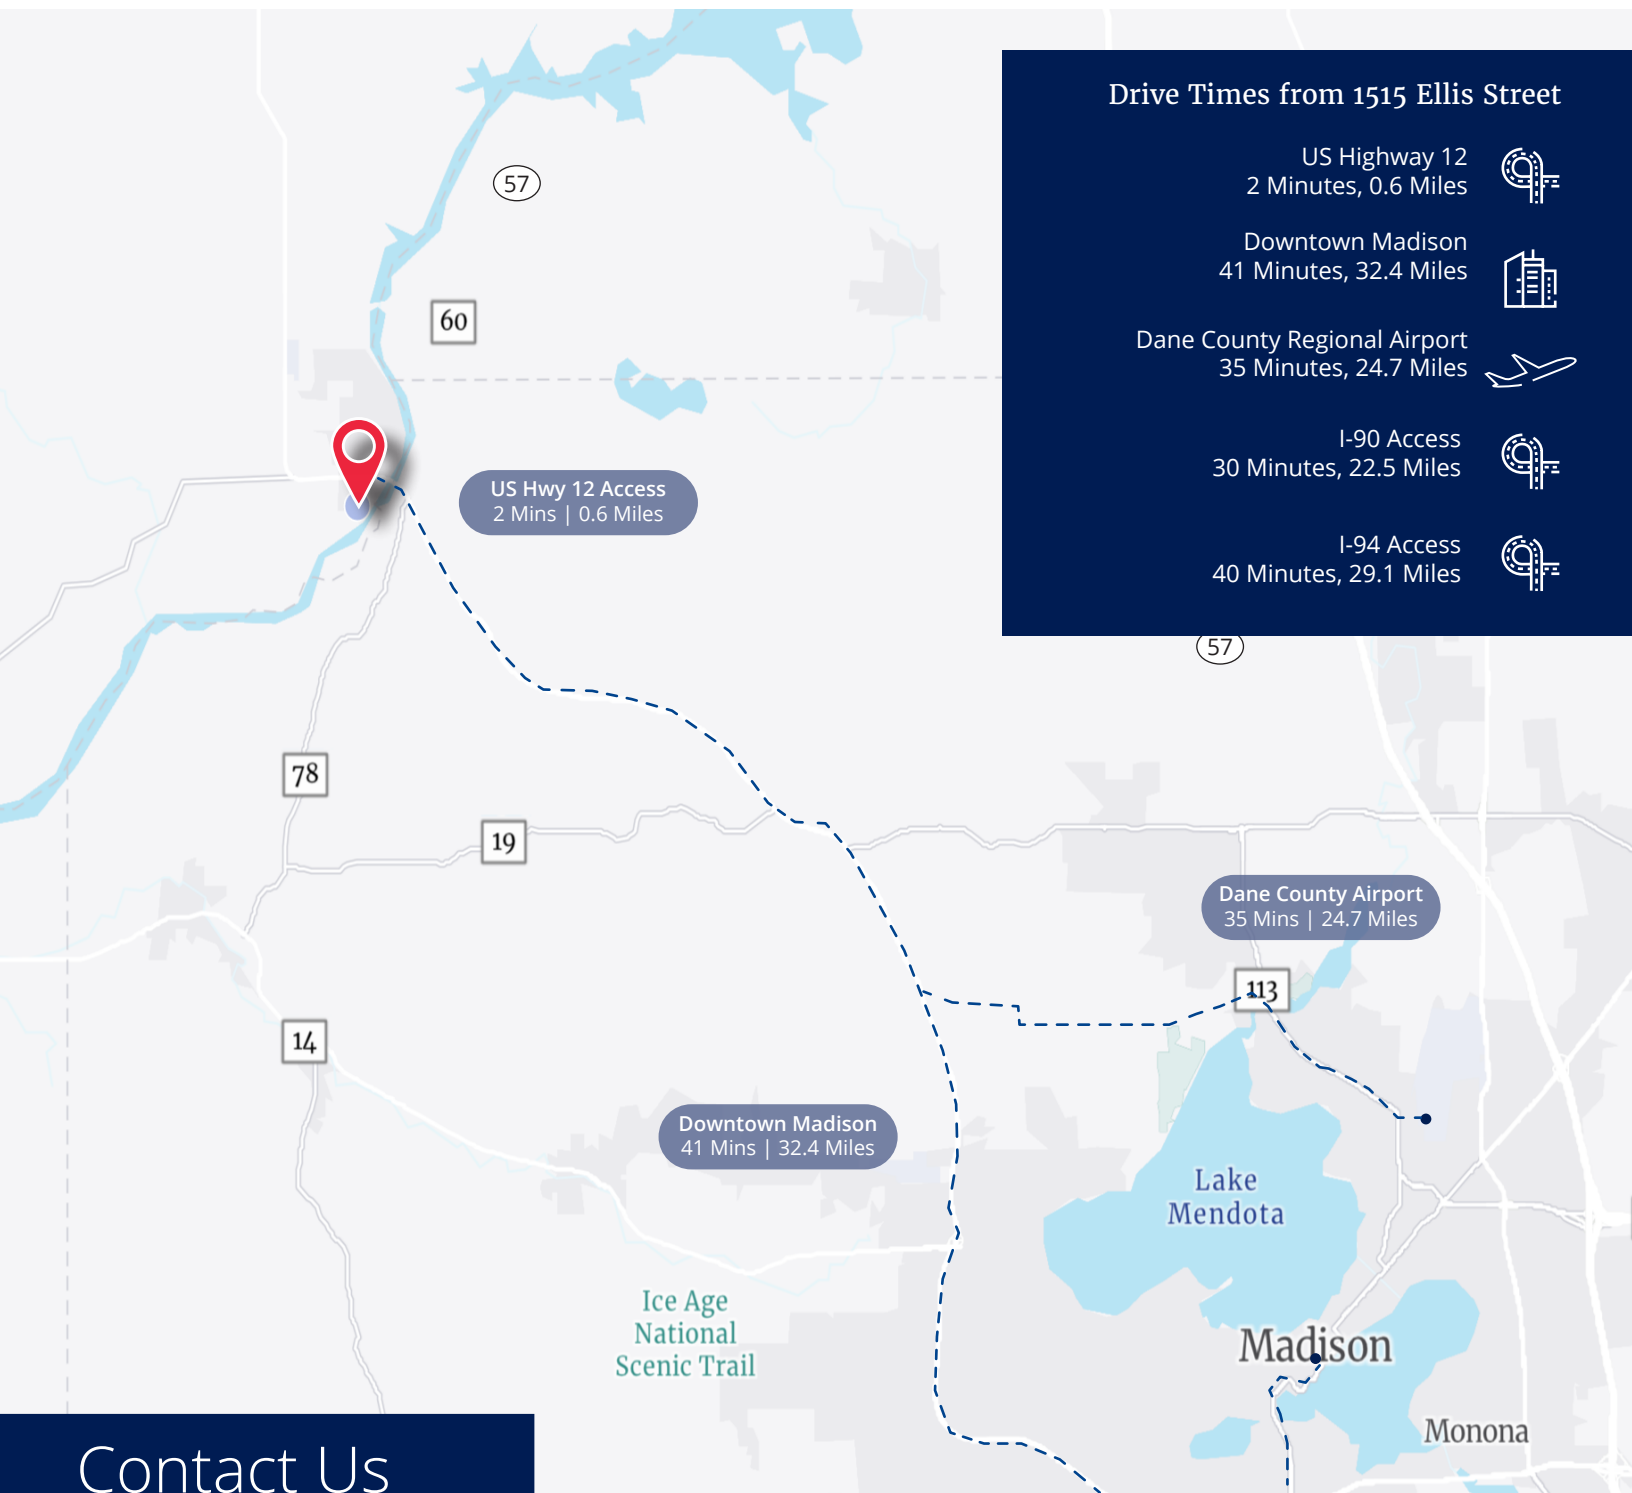 Drive Times from 1515 Ellis Street
US Highway 12
2 Minutes, 0.6 Miles
Downtown Madison
41 Minutes, 32.4 Miles
Dane County Regional Airport
35 Minutes, 24.7 Miles
I-90 Access
30 Minutes, 22.5 Miles
I-94 Access
40 Minutes, 29.1 Miles
57
60
US Hwy 12 Access
2 Mins | 0.6 Miles
57
78
19
Dane County Airport
35 Mins | 24.7 Miles
113
14
Downtown Madison
41 Mins | 32.4 Miles
Lake
Mendota
Ice Age
National
Scenic Trail
Madison
Monona
Contact Us